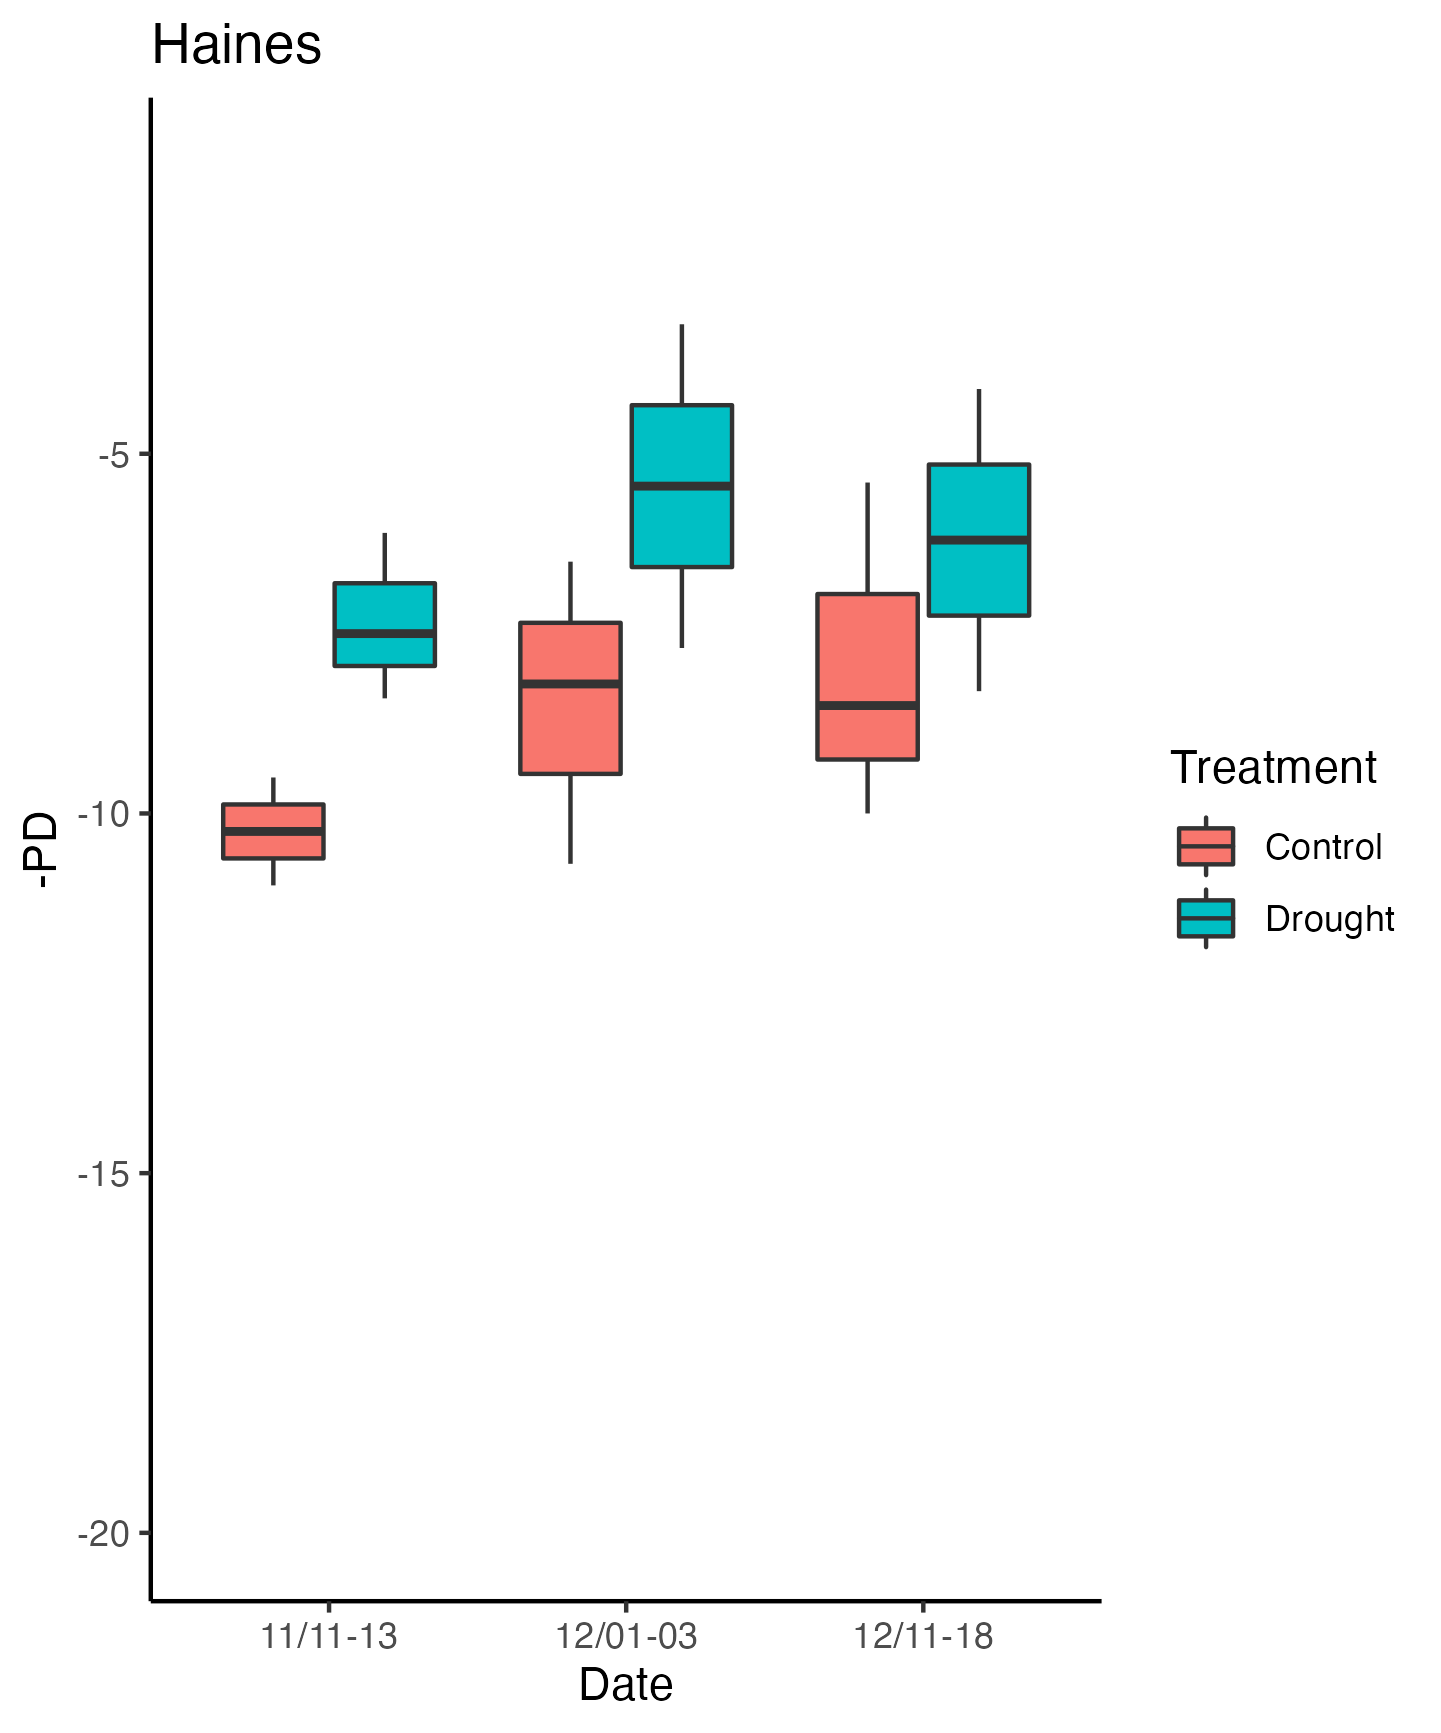 Haines
-PD
-5
-10
-15
-20
11/11-13
12/01-03
12/11-18
Date
Treatment
Control
Drought